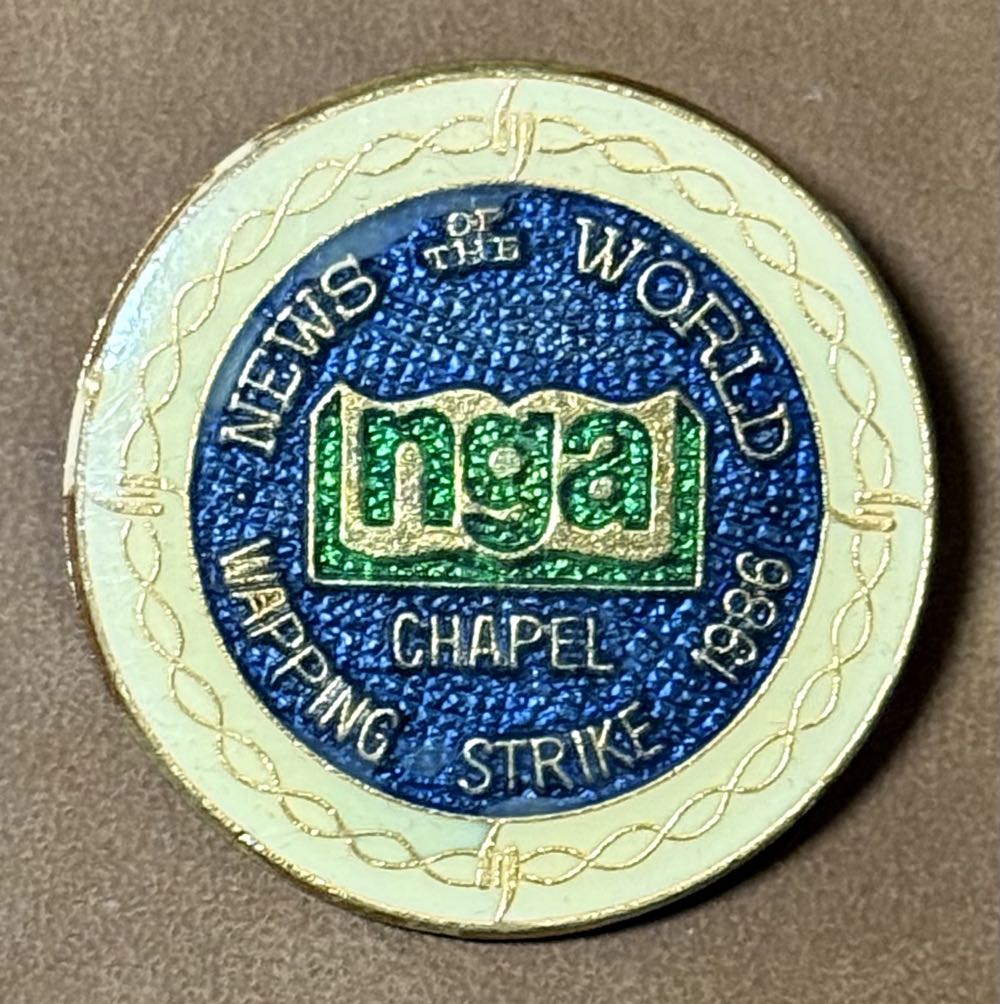 NEWS OF THE WORLD
nga
CHAPEL
WAPPING STRIKE 1986